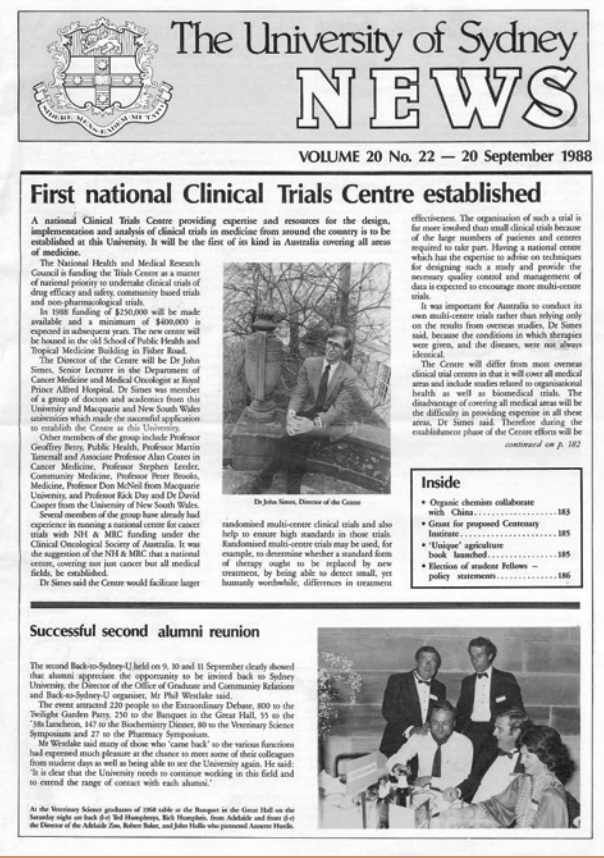 The University of Sydney
NEWS
SIDERE·MENS·EADEM·MUTATO
VOLUME 20 No. 22 — 20 September 1988
First national Clinical Trials Centre established
A national Clinical Trials Centre providing expertise and resources for the design,
implementation and analysis of clinical trials in medicine from around the country is to be
established at this University. It will be the first of its kind in Australia covering all areas
of medicine.
The National Health and Medical Research
Council is funding the Trials Centre as a matter
of national priority to undertake clinical trials of
drug efficacy and safety, community based trials
and non-pharmacological trials.
In 1988 funding of $250,000 will be made
available and a minimum of $400,000 is
expected in subsequent years. The new centre will
be housed in the old School of Public Health and
Tropical Medicine Building in Fisher Road.
The Director of the Centre will be Dr John
Simes, Senior Lecturer in the Department of
Cancer Medicine and Medical Oncologist at Royal
Prince Alfred Hospital. Dr Simes was member
of a group of doctors and academics from this
University and Macquarie and New South Wales
universities which made the successful application
to establish the Centre at this University.
Other members of the group include Professor
Geoffrey Berry, Public Health, Professor Martin
Tattersall and Associate Professor Alan Coates in
Cancer Medicine, Professor Stephen Leeder,
Community Medicine, Professor Peter Brooks,
Medicine, Professor Don McNeil from Macquarie
University, and Professor Rick Day and Dr David
Cooper from the University of New South Wales.
Several members of the group have already had
experience in running a national centre for cancer
trials with NH & MRC funding under the
Clinical Oncological Society of Australia. It was
the suggestion of the NH & MRC that a national
centre, covering not just cancer but all medical
fields, be established.
Dr Simes said the Centre would facilitate larger
Dr John Simes, Director of the Centre
randomised multi-centre clinical trials and also
help to ensure high standards in those trials.
Randomised multi-centre trials may be used, for
example, to determine whether a standard form
of therapy ought to be replaced by new
treatment, by being able to detect small, yet
humanly worthwhile, differences in treatment
effectiveness. The organisation of such a trial is
far more involved than small clinical trials because
of the large numbers of patients and centres
required to take part. Having a national centre
which has the expertise to advise on techniques
for designing such a study and provide the
necessary quality control and management of
data is expected to encourage more multi-centre
trials.
It was important for Australia to conduct its
own multi-centre trials rather than relying only
on the results from overseas studies, Dr Simes
said, because the conditions in which therapies
were given, and the diseases, were not always
identical.
The Centre will differ from most overseas
clinical trial centres in that it will cover all medical
areas and include studies related to organisational
health as well as biomedical trials. The
disadvantage of covering all medical areas will be
the difficulty in providing expertise in all these
areas, Dr Simes said. Therefore during the
establishment phase of the Centre efforts will be
continued on p. 182
Inside
• Organic chemists collaborate
with China....................183
• Grant for proposed Centenary
Institute.......................185
• 'Unique' agriculture
book launched................185
• Election of student Fellows —
policy statements..............186
Successful second alumni reunion
The second Back-to-Sydney-U held on 9, 10 and 11 September clearly showed
that alumni appreciate the opportunity to be invited back to Sydney
University, the Director of the Office of Graduate and Community Relations
and Back-to-Sydney-U organiser, Mr Phil Westlake said.
The event attracted 220 people to the Extraordinary Debate, 800 to the
Twilight Garden Party, 250 to the Banquet in the Great Hall, 55 to the
'38s Luncheon, 147 to the Biochemistry Dinner, 80 to the Veterinary Science
Symposium and 27 to the Pharmacy Symposium.
Mr Westlake said many of those who 'came back' to the various functions
had expressed much pleasure at the chance to meet some of their colleagues
from student days as well as being able to see the University again. He said:
'It is clear that the University needs to continue working in this field and
to extend the range of contact with each alumni.'
At the Veterinary Science graduates of 1968 table at the Banquet in the Great Hall on the
Saturday night are back (l-r) Ted Humphreys, Rick Humphris, from Adelaide and front (l-r)
the Director of the Adelaide Zoo, Robert Baker, and John Hollis who partnered Annette Hurdis.